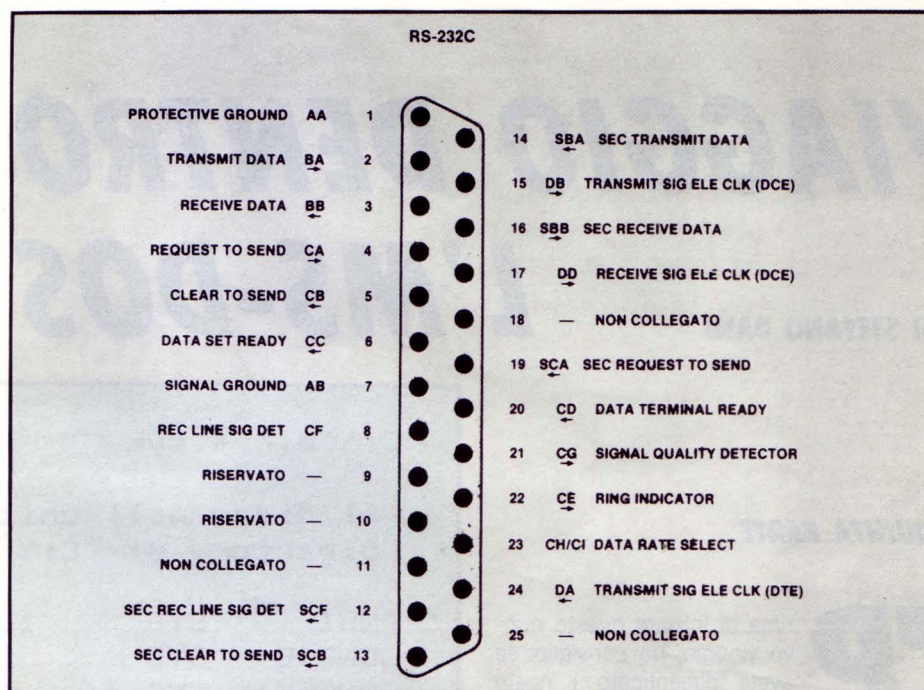 RS-232C
PROTECTIVE GROUND AA 1
TRANSMIT DATA BA → 2
RECEIVE DATA BB ← 3
REQUEST TO SEND CA → 4
CLEAR TO SEND CB ← 5
DATA SET READY CC ← 6
SIGNAL GROUND AB 7
REC LINE SIG DET CF 8
RISERVATO — 9
RISERVATO — 10
NON COLLEGATO — 11
SEC REC LINE SIG DET SCF ← 12
SEC CLEAR TO SEND SCB ← 13
14 SBA ← SEC TRANSMIT DATA
15 DB → TRANSMIT SIG ELE CLK (DCE)
16 SBB → SEC RECEIVE DATA
17 DD → RECEIVE SIG ELE CLK (DCE)
18 — NON COLLEGATO
19 SCA ← SEC REQUEST TO SEND
20 CD ← DATA TERMINAL READY
21 CG → SIGNAL QUALITY DETECTOR
22 CE → RING INDICATOR
23 CH/CI DATA RATE SELECT
24 DA ← TRANSMIT SIG ELE CLK (DTE)
25 — NON COLLEGATO